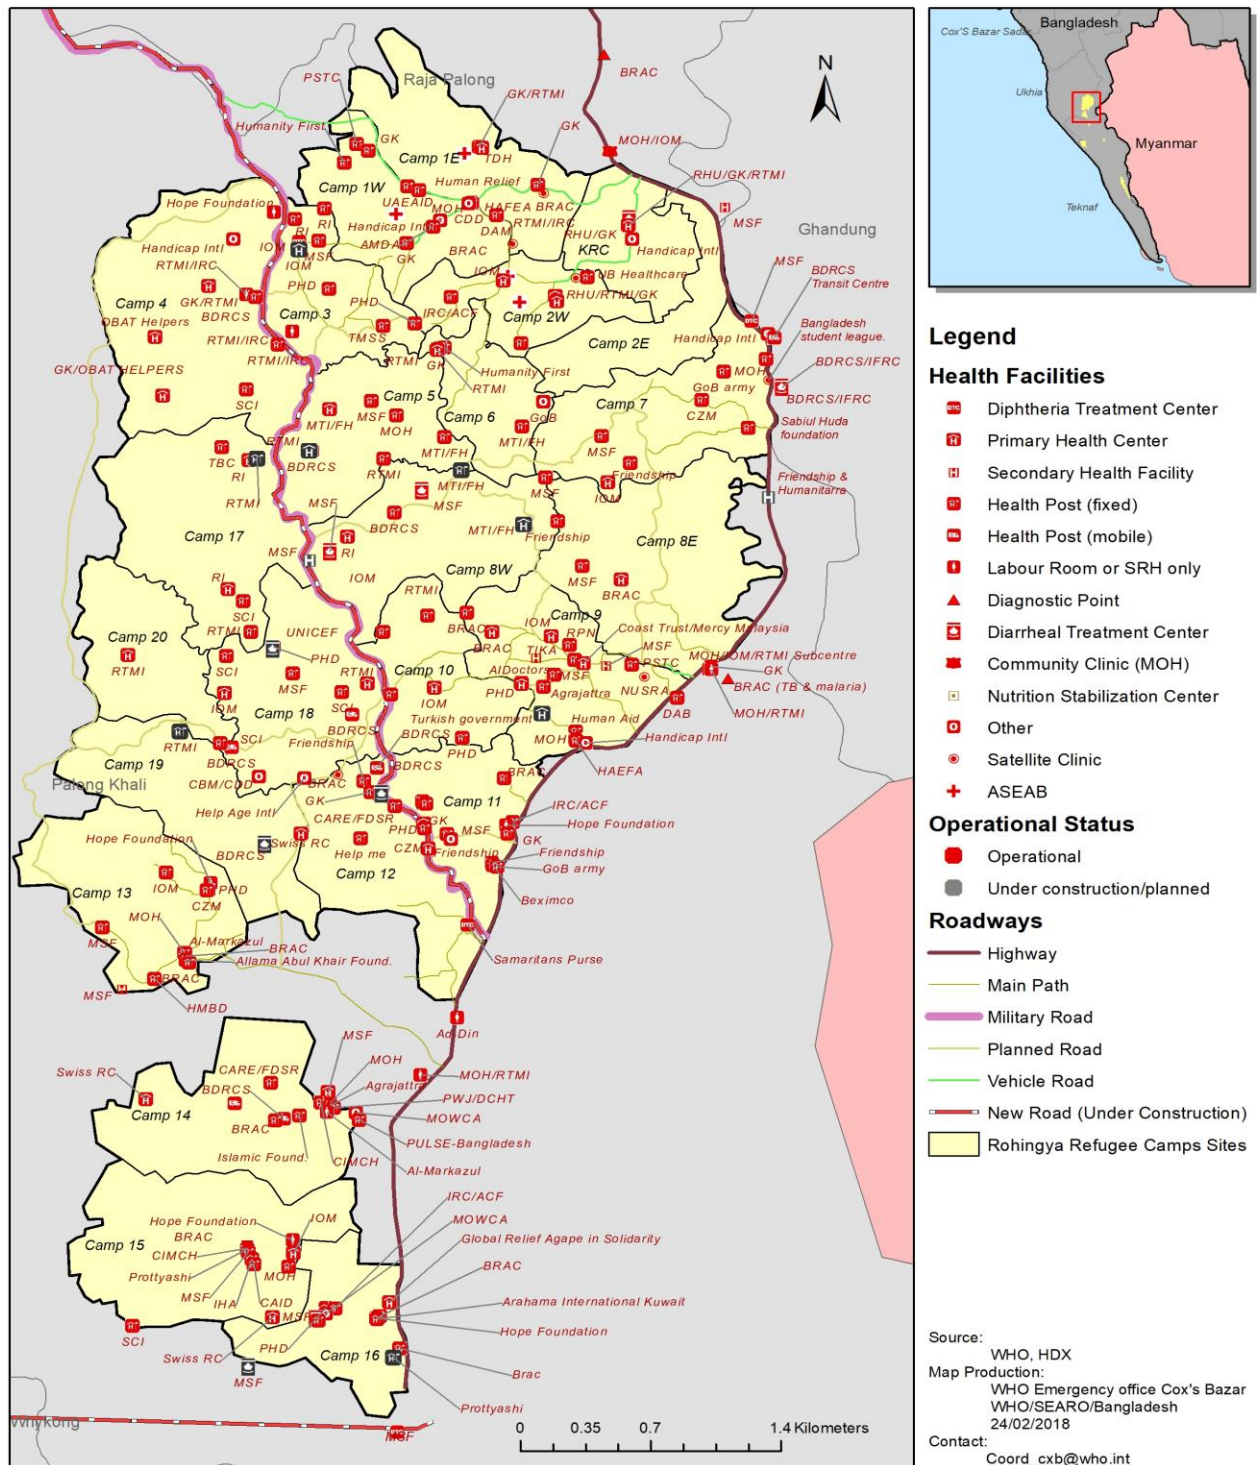 PSTC
Raja Palong
BRAC
GK/RTMI
Humanity First
GK
GK
MOH/IOM
Camp 1E
TDH
RHU/GK/RTMI
Camp 1W
Human Relief
Hope Foundation
UAEAID
MOH
HAFEA
BRAC
MSF
RI
RI
Handicap Intl
CDD
DAM
RTMI/IRC
Ghandung
Handicap Intl
IOM
MSF
AMDA
GK
BRAC
RHU/GK
KRC
Handicap Intl
RTMI/IRC
IOM
MSF
BDRCS
Transit Centre
IOM
UB Healthcare
Camp 4
GK/RTMI
PHD
PHD
RHU/RTMI/GK
BDRCS
Camp 3
IRC/ACF
Camp 2W
OBAT Helpers
TMSS
Bangladesh
student league.
RTMI/IRC
RTMI/IRC
RTMI
GK
Humanity First
Camp 2E
Handicap Intl
BDRCS/IFRC
GK/OBAT HELPERS
RTMI
MOH
GoB army
BDRCS/IFRC
SCI
Camp 5
MSF
MOH
Camp 6
GoB
Camp 7
CZM
MTI/FH
MTI/FH
MTI/FH
MSF
Sabiul Huda
foundation
RTMI
TBC
RI
BDRCS
RTMI
Friendship
Friendship &
Humanitarra
RTMI
MTI/FH
MSF
IOM
MSF
MSF
BDRCS
MTI/FH
Friendship
Camp 17
MSF
RI
Camp 8E
IOM
Camp 8W
MSF
BRAC
RI
SCI
RTMI
RTMI
UNICEF
BRAC
Camp 9
IOM
RPN
Coast Trust/Mercy Malaysia
Camp 20
RTMI
PHD
BRAC
TIKA
MSF
MOH/IOM/RTMI Subcentre
SCI
RTMI
Camp 10
AlDoctors
MSF
PSTC
GK
BRAC (TB & malaria)
MSF
IOM
SCI
IOM
PHD
Agrajattra
NUSRA
DAB
MOH/RTMI
Camp 18
BDRCS
Turkish government
Human Aid
RTMI
SCI
Friendship
BDRCS
PHD
MOH
Handicap Intl
Camp 19
BDRCS
BDRCS
HAEFA
Palong Khali
CBM/CDD
BRAC
BRAC
Help Age Intl
GK
Camp 11
IRC/ACF
CARE/FDSR
PHD
GK
MSF
Hope Foundation
Hope Foundation
Swiss RC
GK
BDRCS
Help me
CZM
Friendship
Friendship
IOM
PHD
Camp 12
GoB army
Camp 13
CZM
Beximco
MOH
MSF
Al-Markazul
BRAC
Allama Abul Khair Found.
Samaritans Purse
BRAC
MSF
HMBD
Ad-Din
MSF
Swiss RC
CARE/FDSR
MOH
MOH/RTMI
BDRCS
Agrajattra
PWJ/DCHT
Camp 14
MOWCA
BRAC
PULSE-Bangladesh
Islamic Found.
CIMCH
Al-Markazul
IRC/ACF
Hope Foundation
IOM
MOWCA
BRAC
Global Relief Agape in Solidarity
Camp 15
CIMCH
BRAC
Prottyashi
MOH
MSF
IHA
CAID
MSF
Arahama International Kuwait
SCI
Hope Foundation
Swiss RC
PHD
Camp 16
MSF
Brac
Prottyashi
Whykong
MSF
0 0.35 0.7 1.4 Kilometers
N
Bangladesh
Cox'S Bazar Sadar
Ukhia
Myanmar
Teknaf
Legend
Health Facilities
DTC Diphtheria Treatment Center
Primary Health Center
Secondary Health Facility
Health Post (fixed)
Health Post (mobile)
Labour Room or SRH only
Diagnostic Point
Diarrheal Treatment Center
Community Clinic (MOH)
Nutrition Stabilization Center
Other
Satellite Clinic
ASEAB
Operational Status
Operational
Under construction/planned
Roadways
Highway
Main Path
Military Road
Planned Road
Vehicle Road
New Road (Under Construction)
Rohingya Refugee Camps Sites
Source:
WHO, HDX
Map Production:
WHO Emergency office Cox's Bazar
WHO/SEARO/Bangladesh
24/02/2018
Contact:
Coord_cxb@who.int